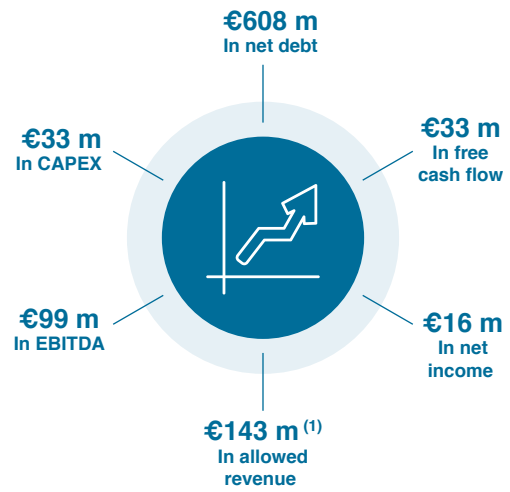 €608 m
In net debt
€33 m
In free
cash flow
€16 m
In net
income
€143 m (1)
In allowed
revenue
€99 m
In EBITDA
€33 m
In CAPEX